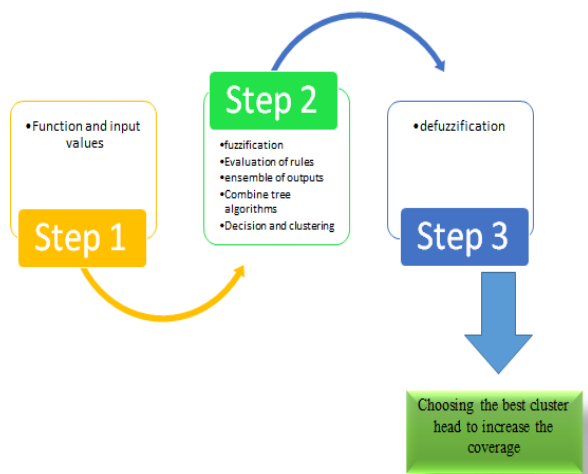 •Function and input
values
Step 1
Step 2
•fuzzification
•Evaluation of rules
•ensemble of outputs
•Combine tree
algorithms
•Decision and clustering
•defuzzification
Step 3
Choosing the best cluster
head to increase the
coverage